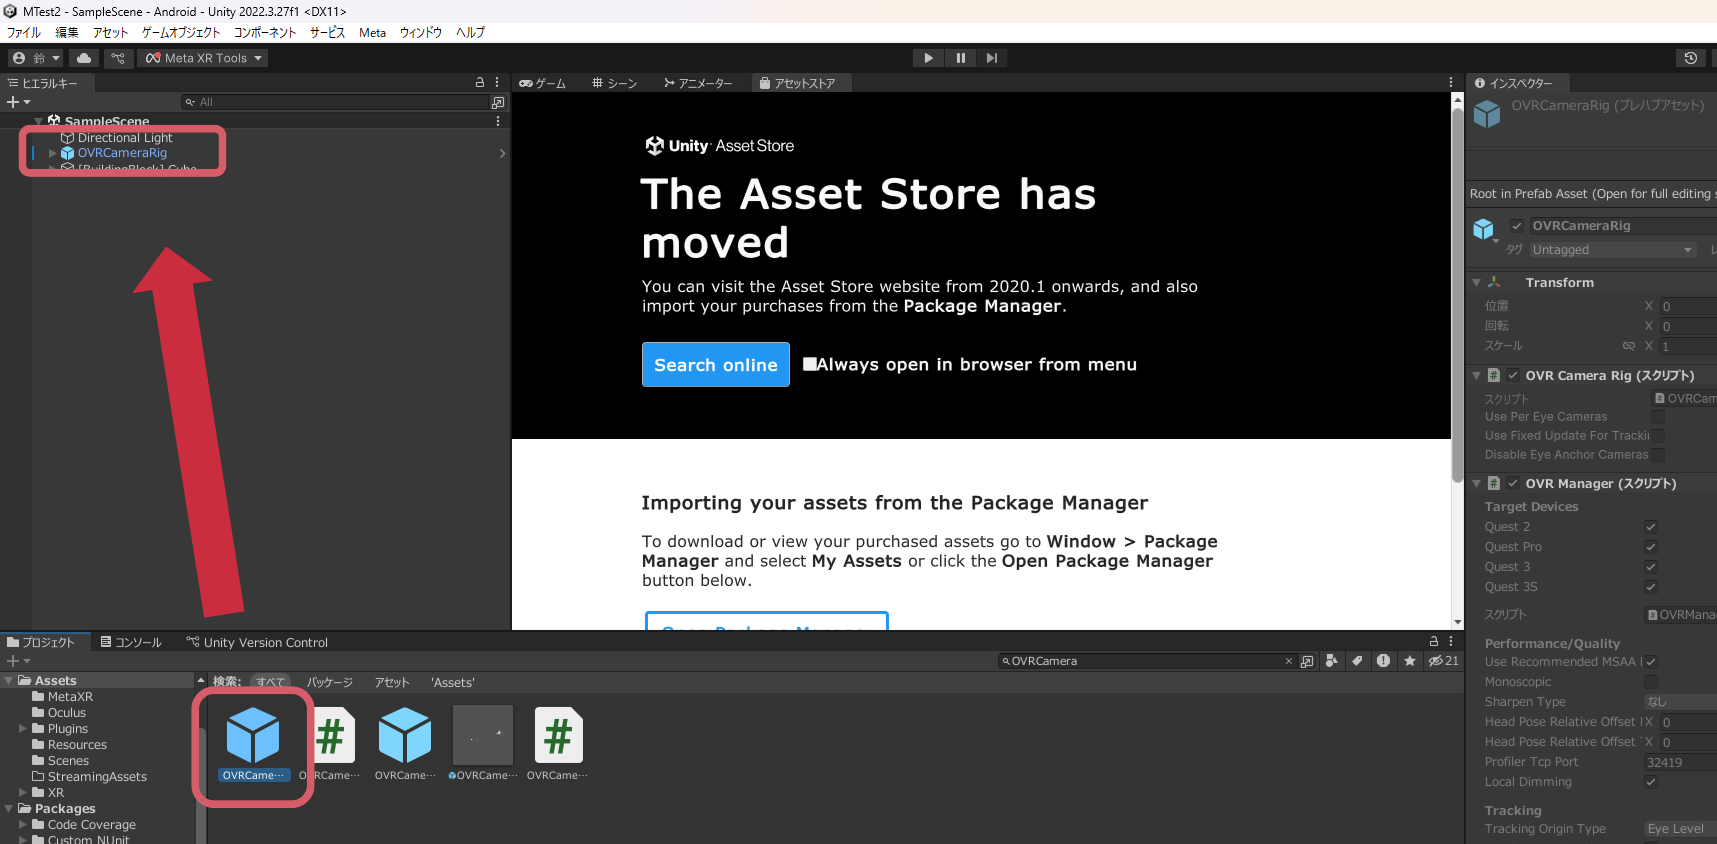 MTest2 - SampleScene - Android - Unity 2022.3.27f1 <DX11>
ファイル 編集 アセット ゲームオブジェクト コンポーネント サービス Meta ウィンドウ ヘルプ
鈴 Meta XR Tools
ヒエラルキー
All
SampleScene
Directional Light
OVRCameraRig
[BuildingBlock] Cube
ゲーム シーン アニメーター アセットストア
Unity Asset Store
The Asset Store has
moved
You can visit the Asset Store website from 2020.1 onwards, and also
import your purchases from the Package Manager.
Search online Always open in browser from menu
Importing your assets from the Package Manager
To download or view your purchased assets go to Window > Package
Manager and select My Assets or click the Open Package Manager
button below.
Open Package Manage
インスペクター
OVRCameraRig (プレハブアセット)
Root in Prefab Asset (Open for full editing s
OVRCameraRig
タグ Untagged
Transform
位置 X 0
回転 X 0
スケール X 1
OVR Camera Rig (スクリプト)
スクリプト OVRCam
Use Per Eye Cameras
Use Fixed Update For Tracki
Disable Eye Anchor Cameras
OVR Manager (スクリプト)
Target Devices
Quest 2
Quest Pro
Quest 3
Quest 3S
スクリプト OVRMana
Performance/Quality
Use Recommended MSAA
Monoscopic
Sharpen Type なし
Head Pose Relative Offset X 0
Head Pose Relative Offset X 0
Profiler Tcp Port 32419
Local Dimming
Tracking
Tracking Origin Type Eye Level
プロジェクト コンソール Unity Version Control
OVRCamera 21
Assets
MetaXR
Oculus
Plugins
Resources
Scenes
StreamingAssets
XR
Packages
Code Coverage
Custom NUnit
検索: すべて パッケージ アセット 'Assets'
OVRCame… OVRCame… OVRCame… OVRCame… OVRCame…